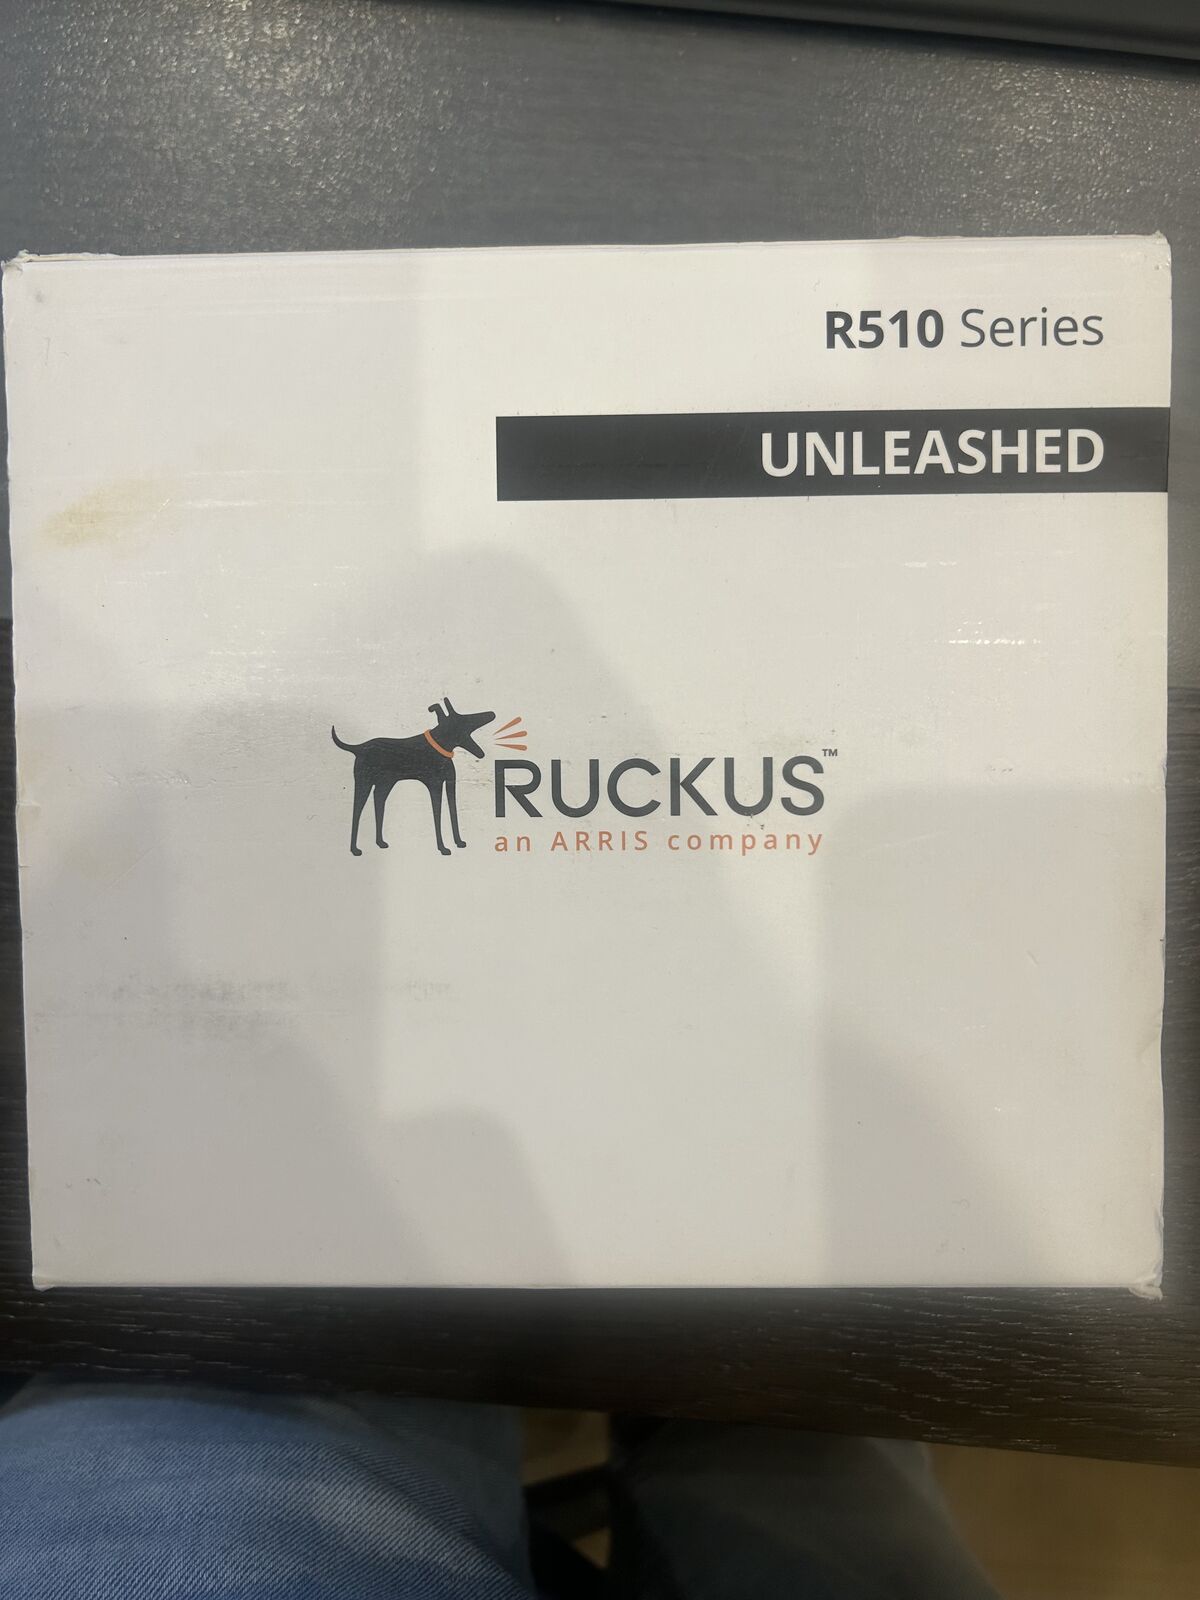 R510 Series
UNLEASHED
RUCKUS™
an ARRIS company